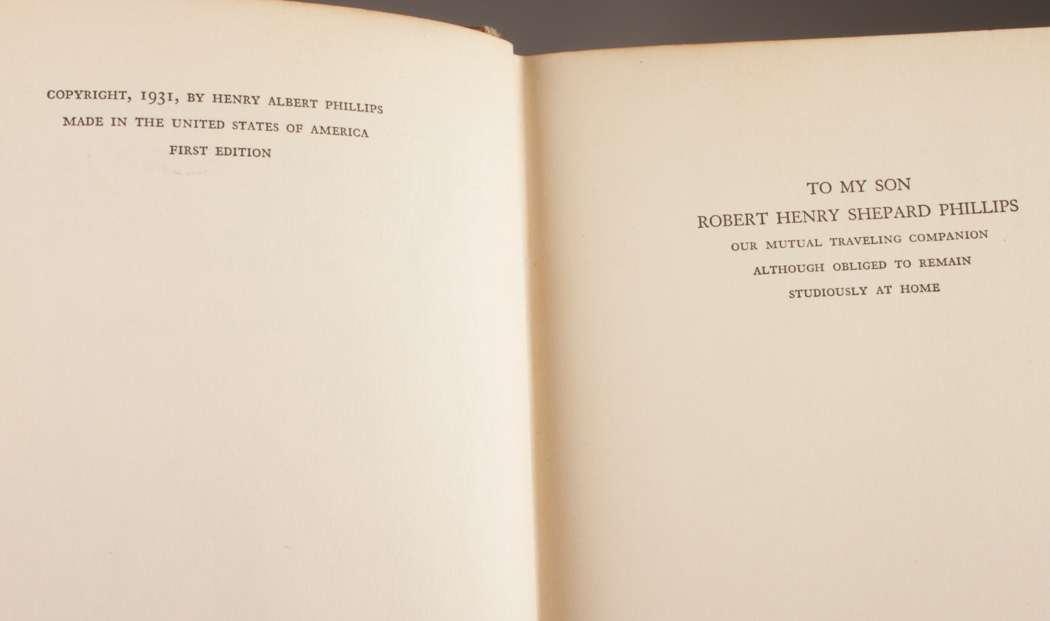 COPYRIGHT, 1931, BY HENRY ALBERT PHILLIPS
MADE IN THE UNITED STATES OF AMERICA
FIRST EDITION
TO MY SON
ROBERT HENRY SHEPARD PHILLIPS
OUR MUTUAL TRAVELING COMPANION
ALTHOUGH OBLIGED TO REMAIN
STUDIOUSLY AT HOME